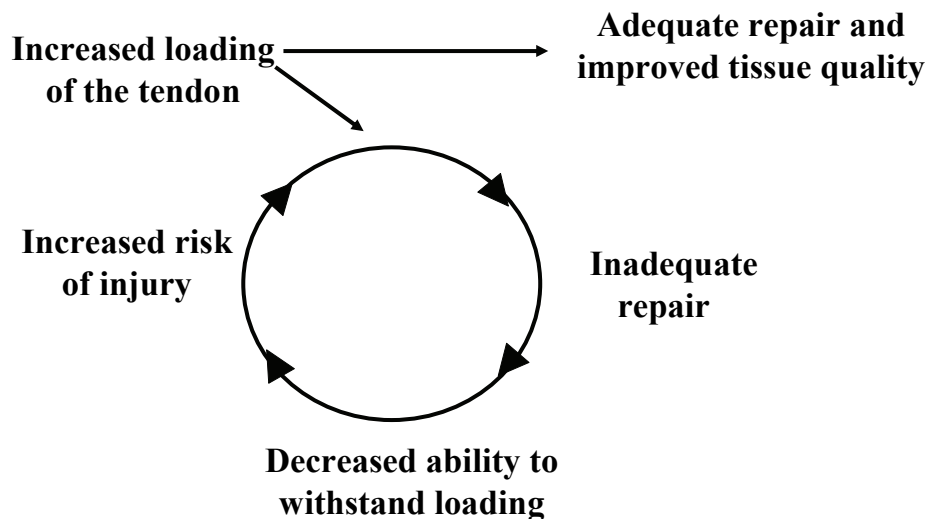 Increased loading
of the tendon
Adequate repair and
improved tissue quality
Increased risk
of injury
Inadequate
repair
Decreased ability to
withstand loading